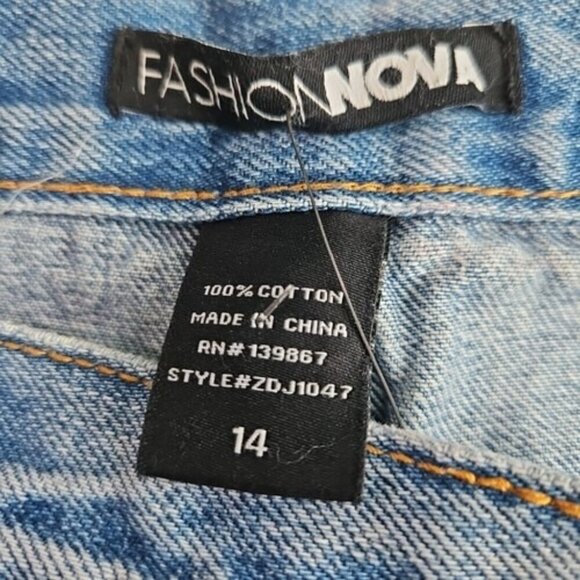 FASHIONNOVA
100% COTTON
MADE IN CHINA
RN# 139867
STYLE#ZDJ1047
14